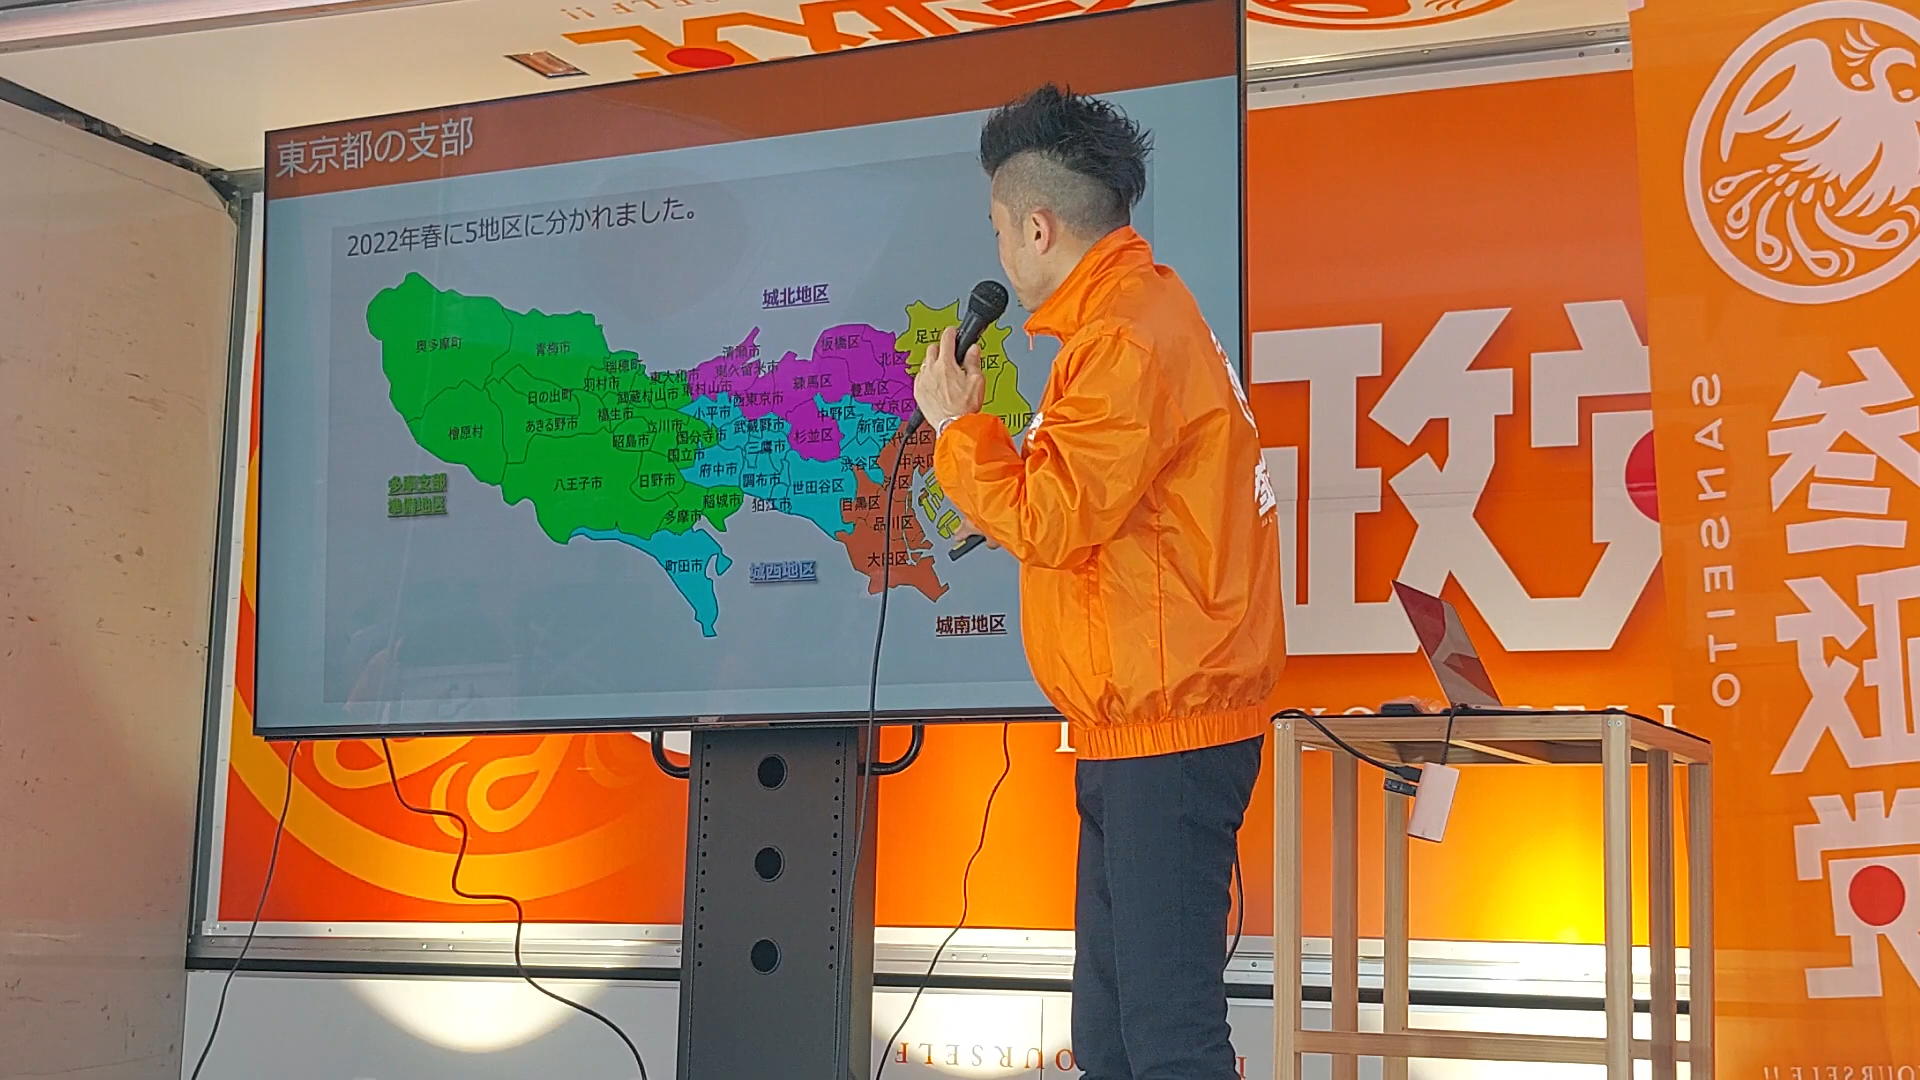 東京都の支部
2022年春に5地区に分かれました。
城北地区
奥多摩町
青梅市
瑞穂町
清瀬市
板橋区
足立
北区
東大和市
東村山市
東久留米市
練馬区
豊島区
羽村市
日の出町
武蔵村山市
西東京市
文京区
福生市
小平市
中野区
あきる野市
立川市
武蔵野市
新宿区
戸川区
檜原村
昭島市
国分寺市
三鷹市
杉並区
千代田区
国立市
府中市
渋谷区
中央区
八王子市
日野市
調布市
世田谷区
港区
多摩支部
準備地区
稲城市
狛江市
目黒区
多摩市
品川区
町田市
城西地区
大田区
城南地区
政党
SANSEITO
参政党
YOURSELF
YOURSELF!!